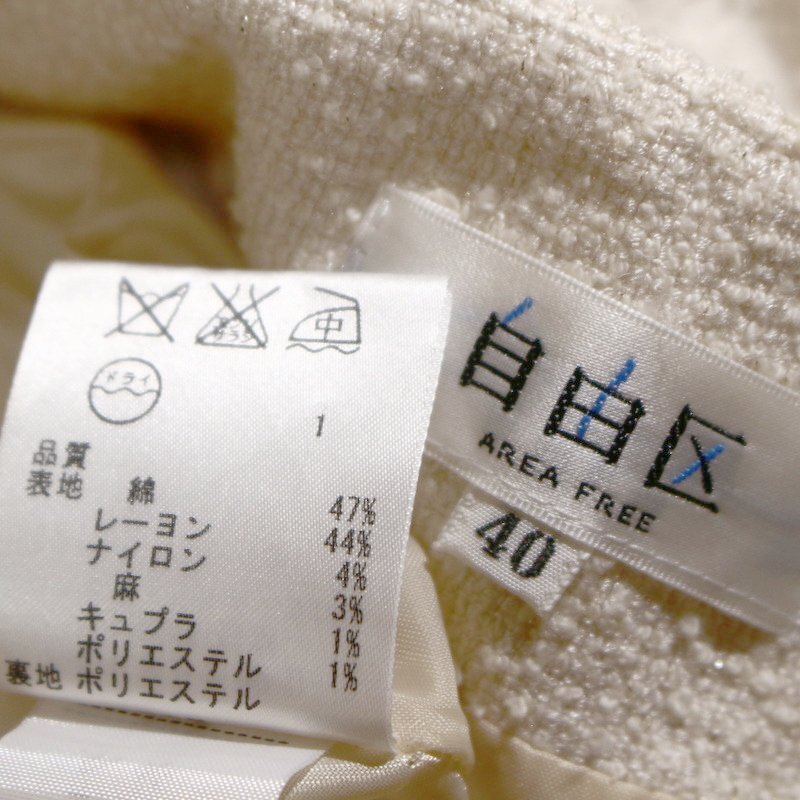 中
ドライ
1
品質
表地 綿 47%
レーヨン 44%
ナイロン 4%
麻 3%
キュプラ 1%
ポリエステル 1%
裏地 ポリエステル
自由区
AREA FREE
40